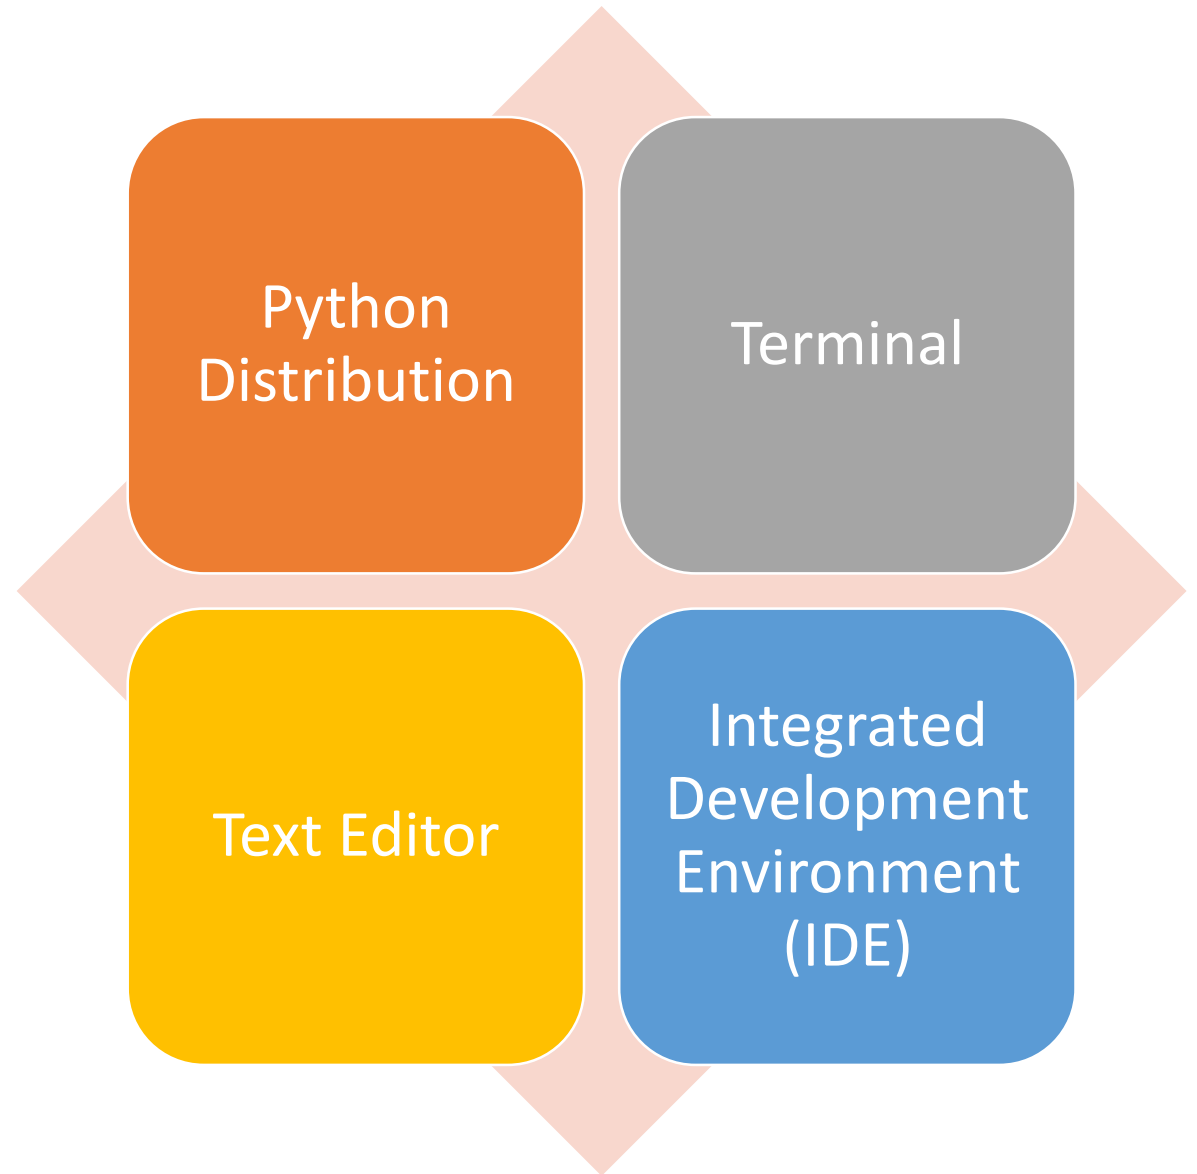 Python
Distribution
Terminal
Text Editor
Integrated
Development
Environment
(IDE)